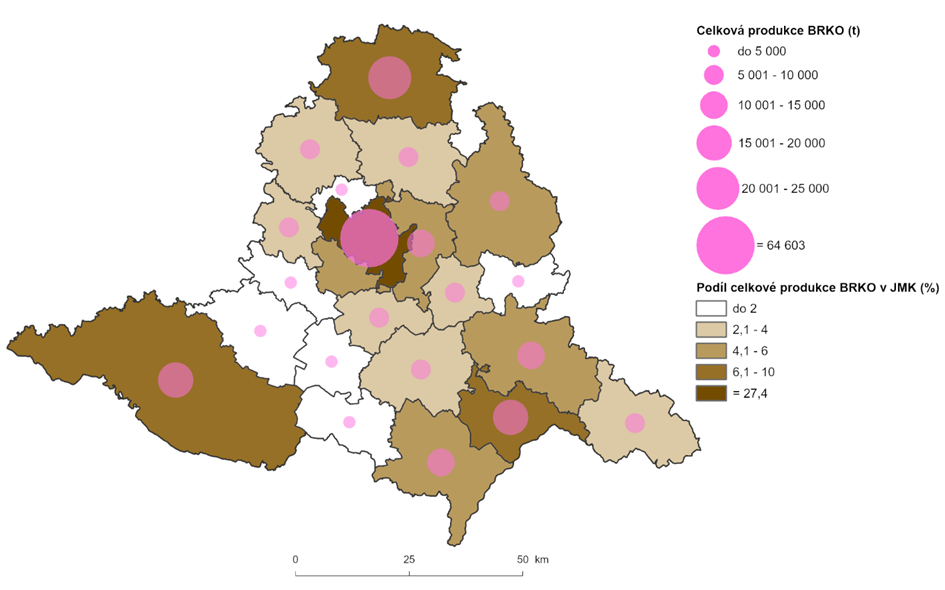 Celková produkce BRKO (t)
do 5 000
5 001 - 10 000
10 001 - 15 000
15 001 - 20 000
20 001 - 25 000
= 64 603
Podíl celkové produkce BRKO v JMK (%)
do 2
2,1 - 4
4,1 - 6
6,1 - 10
= 27,4
0 25 50 km